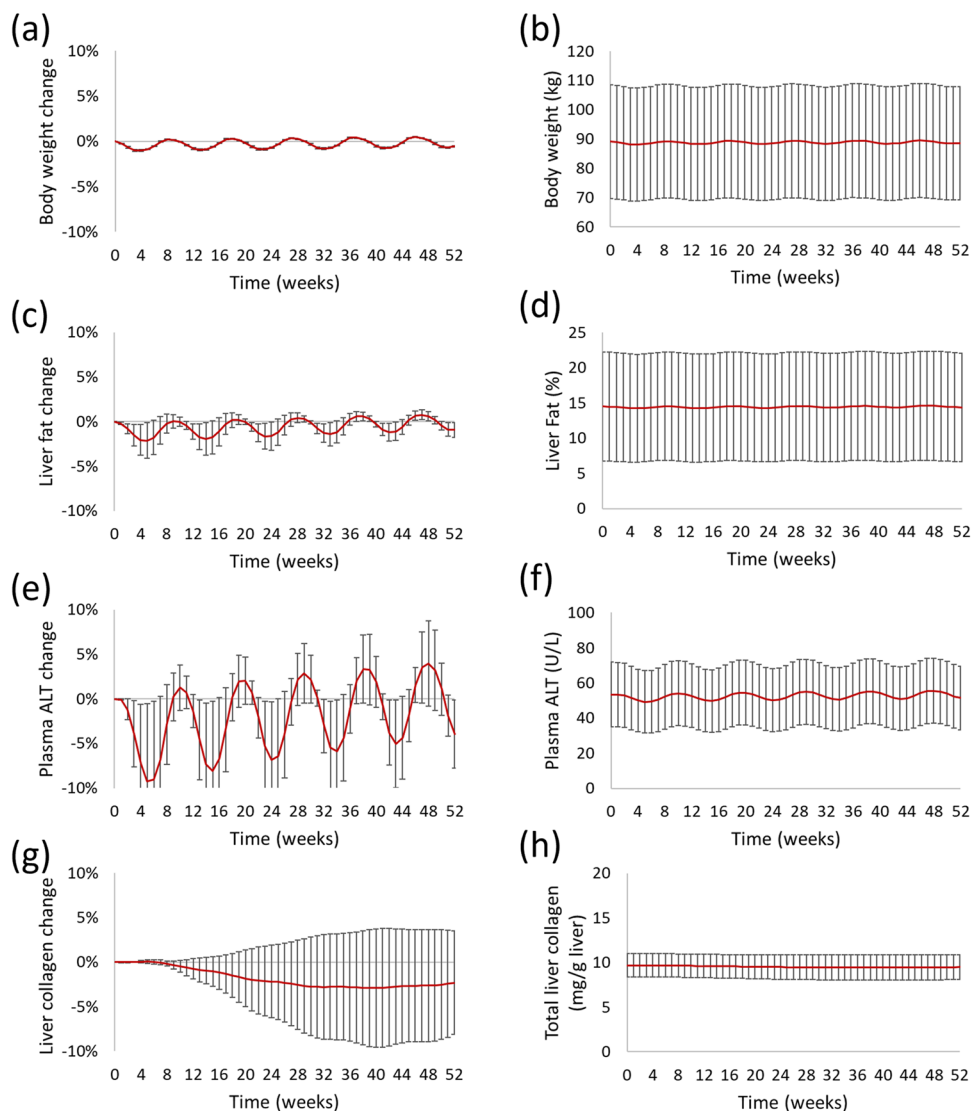 (a)
10%
5%
0%
-5%
-10%
Body weight change
0 4 8 12 16 20 24 28 32 36 40 44 48 52
Time (weeks)
(b)
120
110
100
90
80
70
60
Body weight (kg)
0 4 8 12 16 20 24 28 32 36 40 44 48 52
Time (weeks)
(c)
10%
5%
0%
-5%
-10%
Liver fat change
0 4 8 12 16 20 24 28 32 36 40 44 48 52
Time (weeks)
(d)
25
20
15
10
5
0
Liver Fat (%)
0 4 8 12 16 20 24 28 32 36 40 44 48 52
Time (weeks)
(e)
10%
5%
0%
-5%
-10%
Plasma ALT change
0 4 8 12 16 20 24 28 32 36 40 44 48 52
Time (weeks)
(f)
100
80
60
40
20
0
Plasma ALT (U/L)
0 4 8 12 16 20 24 28 32 36 40 44 48 52
Time (weeks)
(g)
10%
5%
0%
-5%
-10%
Liver collagen change
0 4 8 12 16 20 24 28 32 36 40 44 48 52
Time (weeks)
(h)
20
15
10
5
0
Total liver collagen
(mg/g liver)
0 4 8 12 16 20 24 28 32 36 40 44 48 52
Time (weeks)